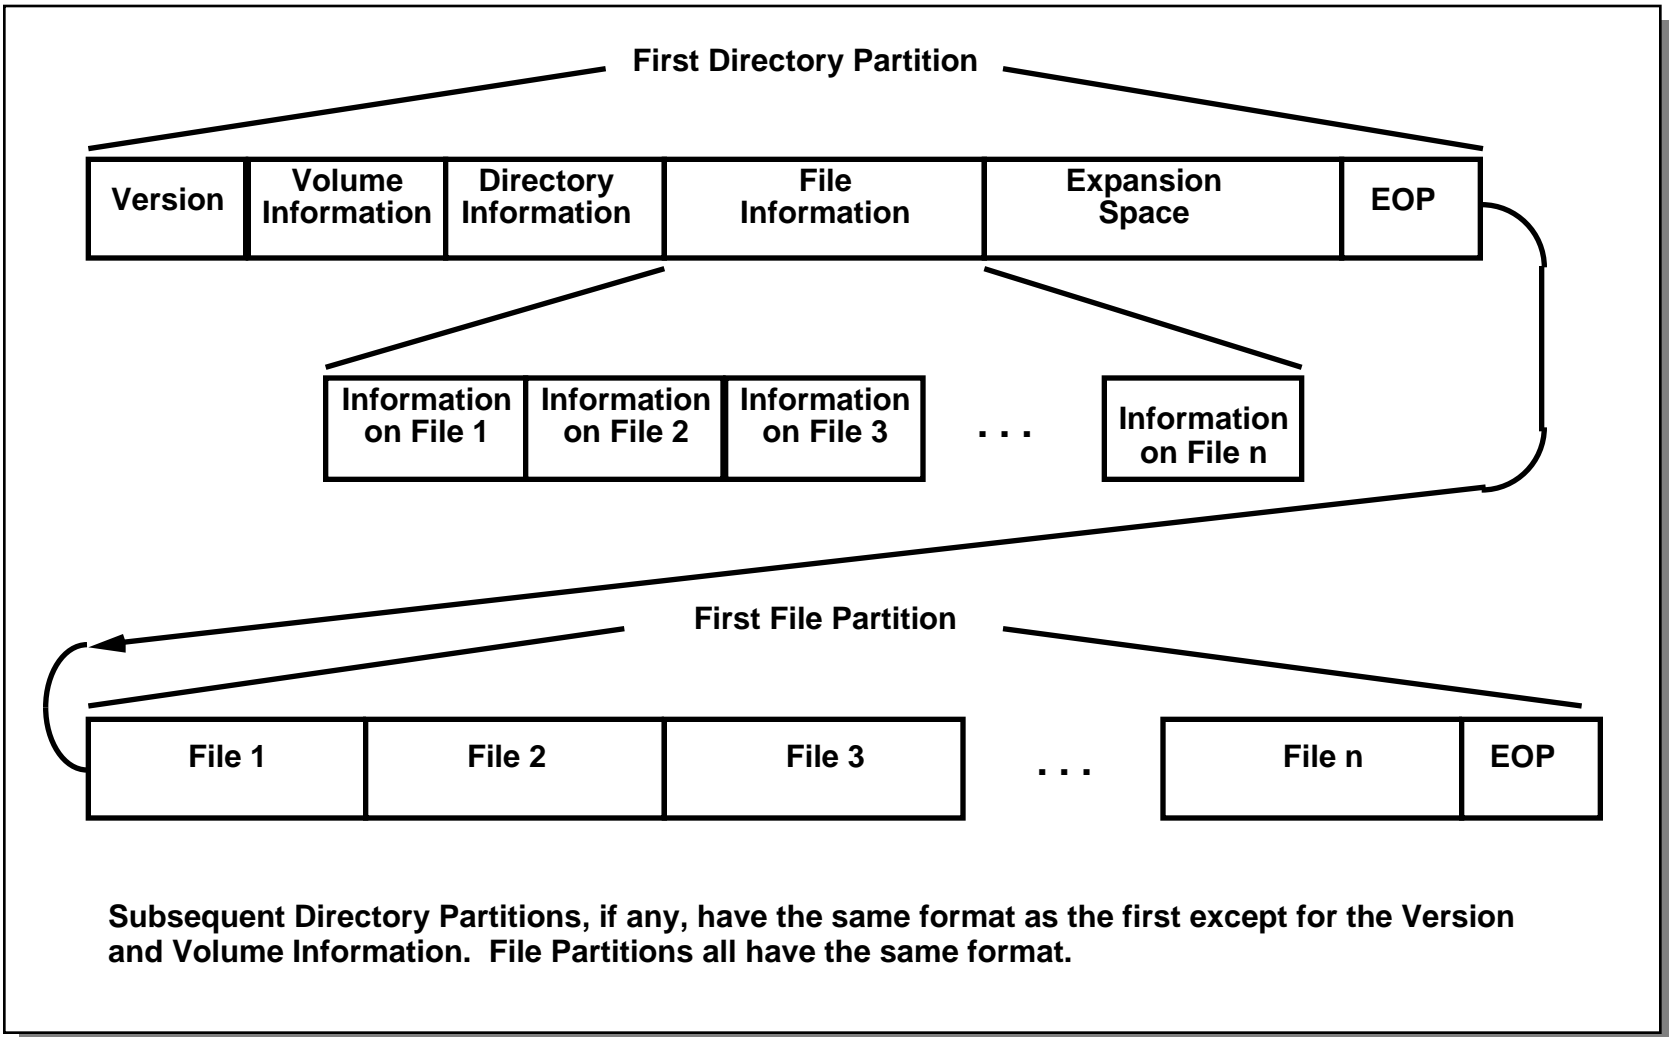 First Directory Partition
Version
Volume
Information
Directory
Information
File
Information
Expansion
Space
EOP
Information
on File 1
Information
on File 2
Information
on File 3
. . .
Information
on File n
First File Partition
File 1
File 2
File 3
. . .
File n
EOP
Subsequent Directory Partitions, if any, have the same format as the first except for the Version
and Volume Information.  File Partitions all have the same format.